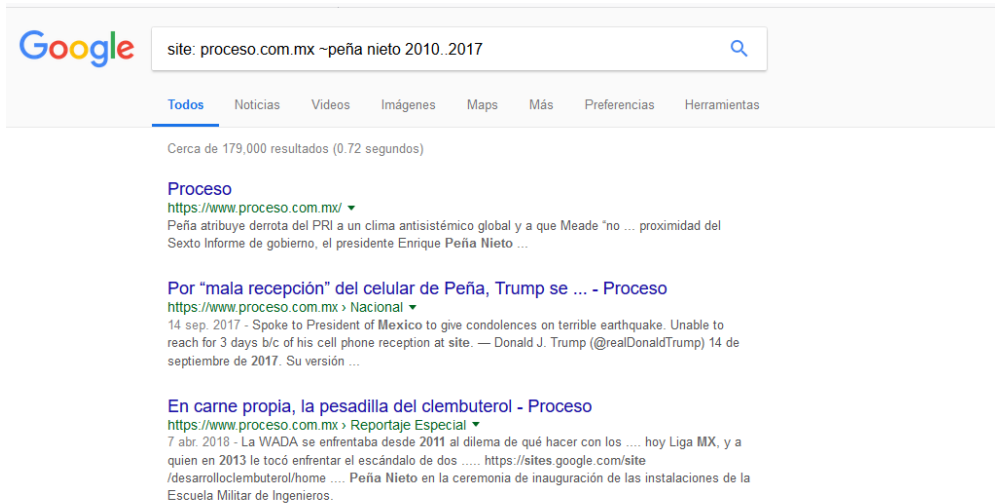 Google
site: proceso.com.mx ~peña nieto 2010..2017
Todos Noticias Videos Imágenes Maps Más Preferencias Herramientas
Cerca de 179,000 resultados (0.72 segundos)
Proceso
https://www.proceso.com.mx/
Peña atribuye derrota del PRI a un clima antisistémico global y a que Meade “no ... proximidad del
Sexto Informe de gobierno, el presidente Enrique Peña Nieto ...
Por “mala recepción” del celular de Peña, Trump se ... - Proceso
https://www.proceso.com.mx › Nacional
14 sep. 2017 - Spoke to President of Mexico to give condolences on terrible earthquake. Unable to
reach for 3 days b/c of his cell phone reception at site. — Donald J. Trump (@realDonaldTrump) 14 de
septiembre de 2017. Su versión ...
En carne propia, la pesadilla del clembuterol - Proceso
https://www.proceso.com.mx › Reportaje Especial
7 abr. 2018 - La WADA se enfrentaba desde 2011 al dilema de qué hacer con los .... hoy Liga MX, y a
quien en 2013 le tocó enfrentar el escándalo de dos ..... https://sites.google.com/site
/desarrolloclembuterol/home .... Peña Nieto en la ceremonia de inauguración de las instalaciones de la
Escuela Militar de Ingenieros.